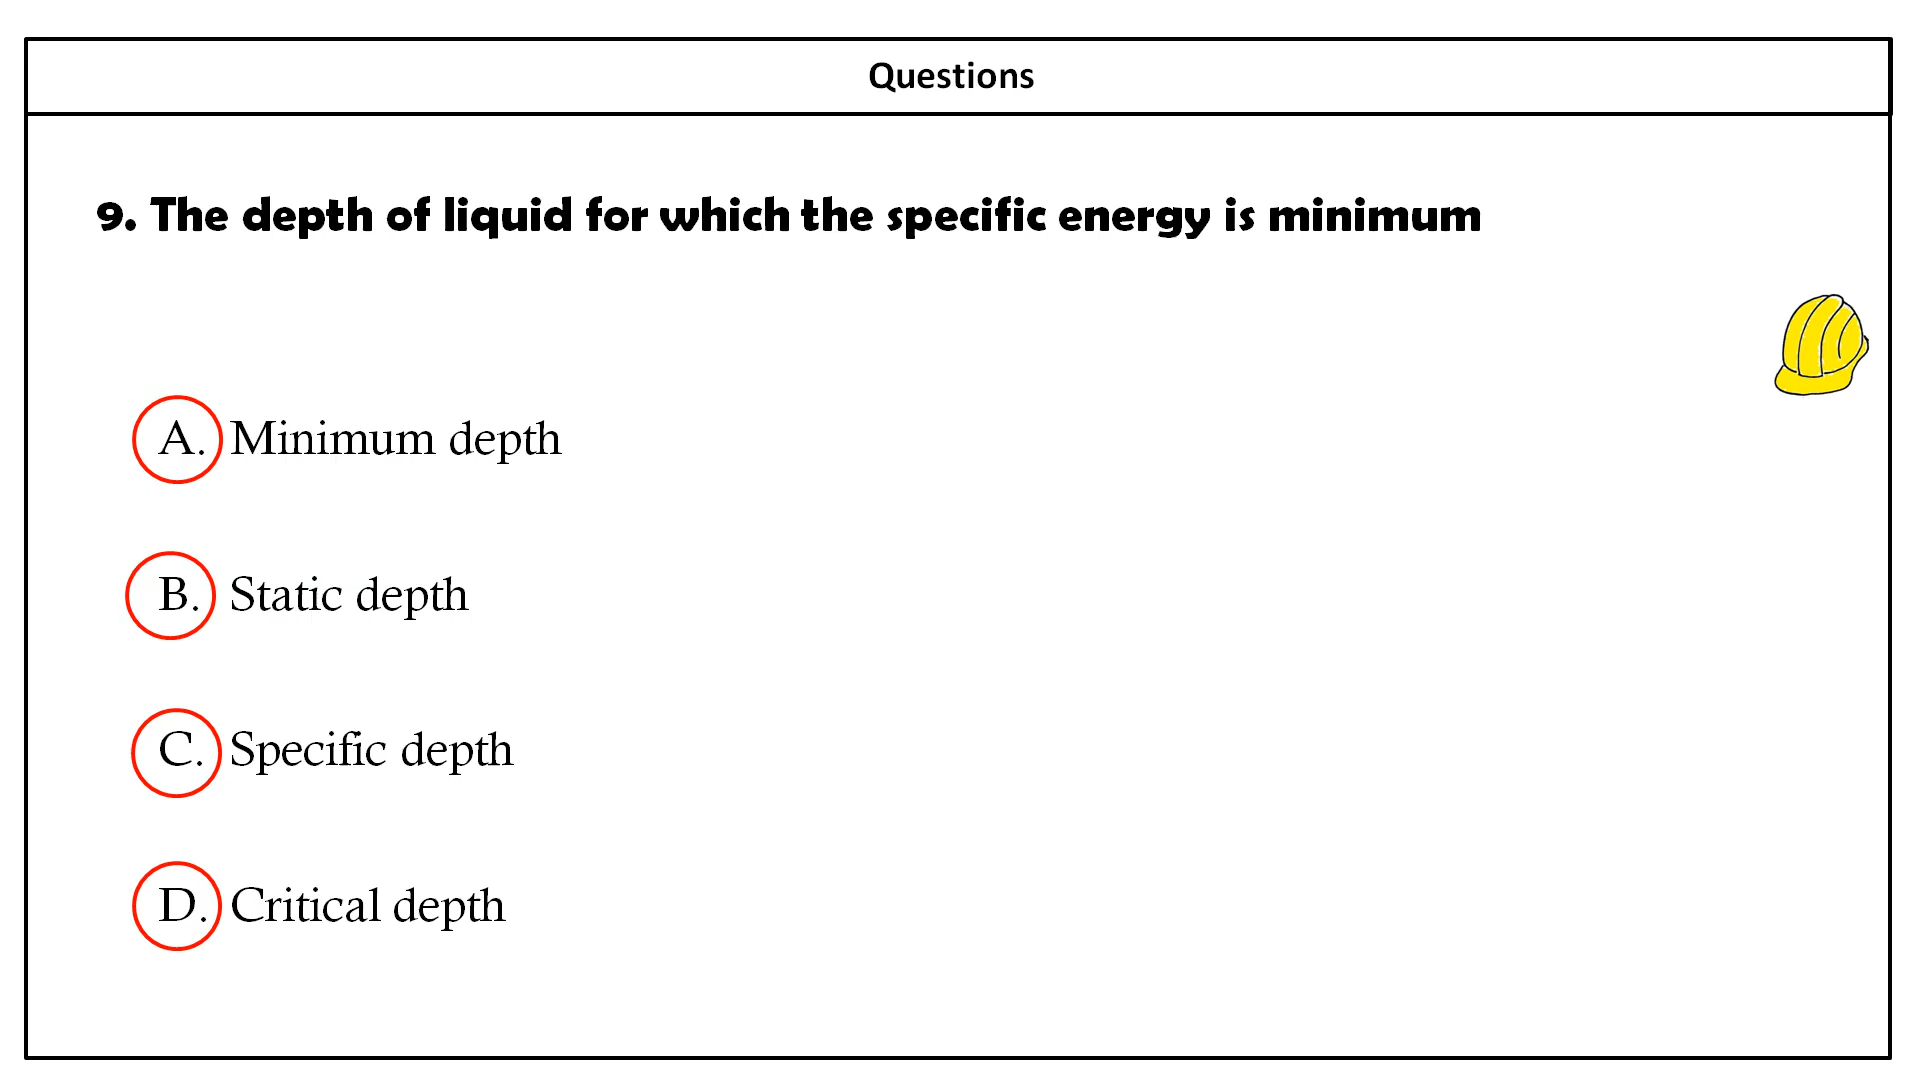 Questions
9. The depth of liquid for which the specific energy is minimum
A. Minimum depth
B. Static depth
C. Specific depth
D. Critical depth